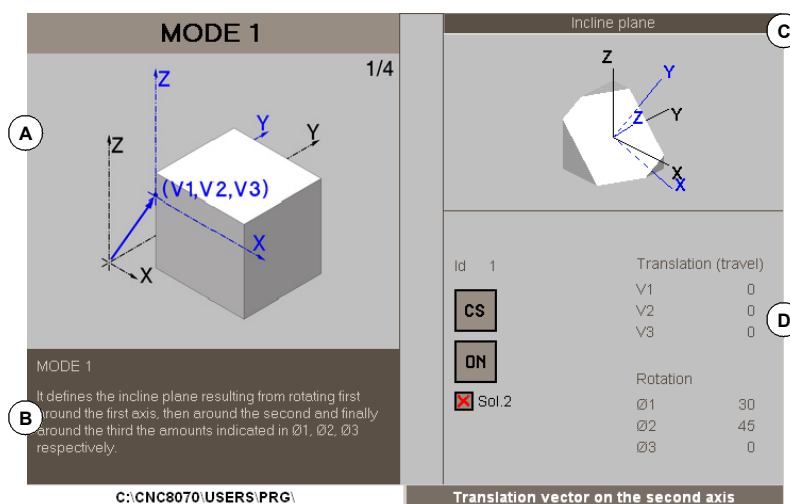 MODE 1
1/4
A
Z
Z
Y
Y
(V1,V2,V3)
X
X
MODE 1
It defines the incline plane resulting from rotating first
around the first axis, then around the second and finally
around the third the amounts indicated in Ø1, Ø2, Ø3
respectively.
B
C:\CNC8070\USERS\PRG\
Incline plane
C
Z
Y
Z
Y
X
X
Id 1
CS
ON
Sol.2
Translation (travel)
V1 0
V2 0
V3 0
D
Rotation
Ø1 30
Ø2 45
Ø3 0
Translation vector on the second axis